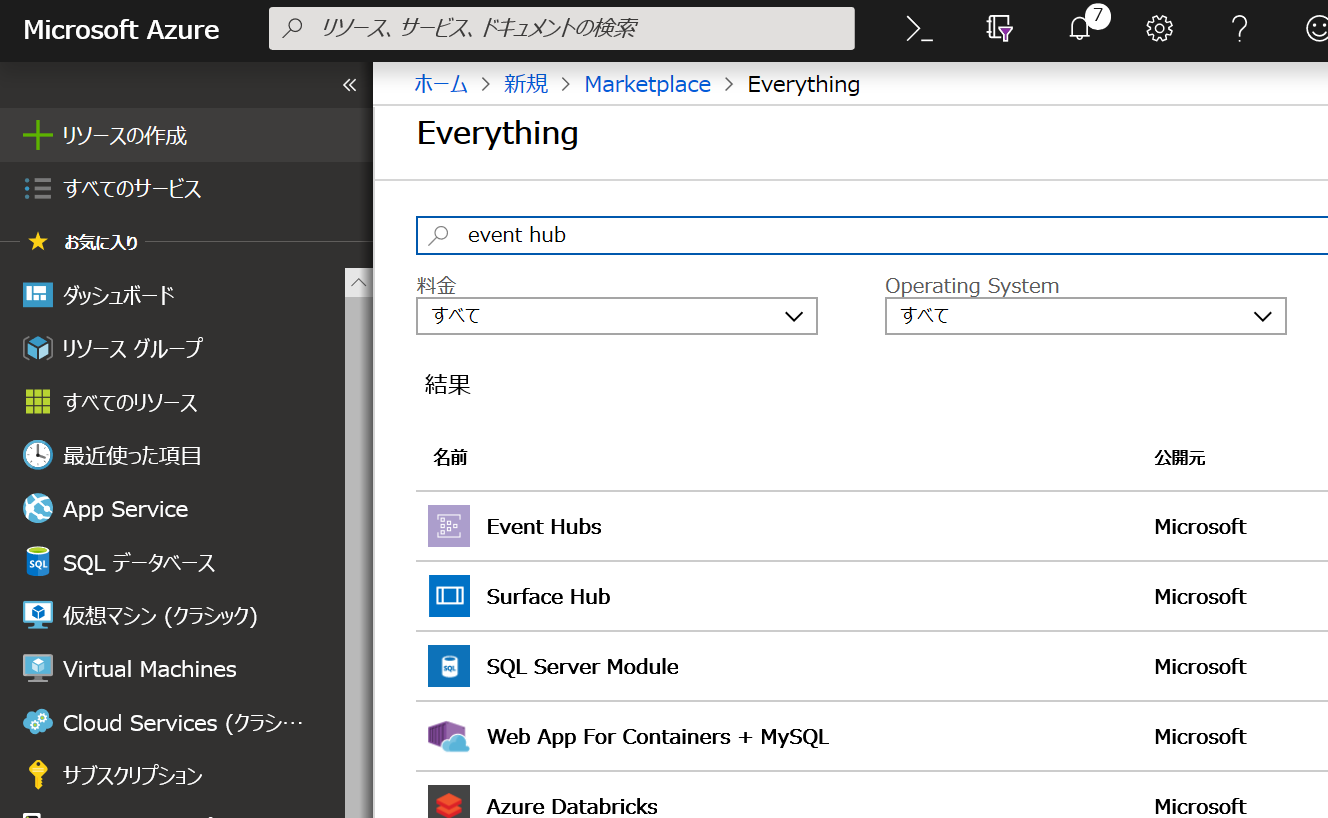 Microsoft Azure
リソース、サービス、ドキュメントの検索
7
«
リソースの作成
すべてのサービス
お気に入り
ダッシュボード
リソース グループ
すべてのリソース
最近使った項目
App Service
SQL データベース
仮想マシン (クラシック)
Virtual Machines
Cloud Services (クラシ…
サブスクリプション
ホーム > 新規 > Marketplace > Everything
Everything
event hub
料金
すべて
Operating System
すべて
結果
名前 公開元
Event Hubs Microsoft
Surface Hub Microsoft
SQL Server Module Microsoft
Web App For Containers + MySQL Microsoft
Azure Databricks Microsoft